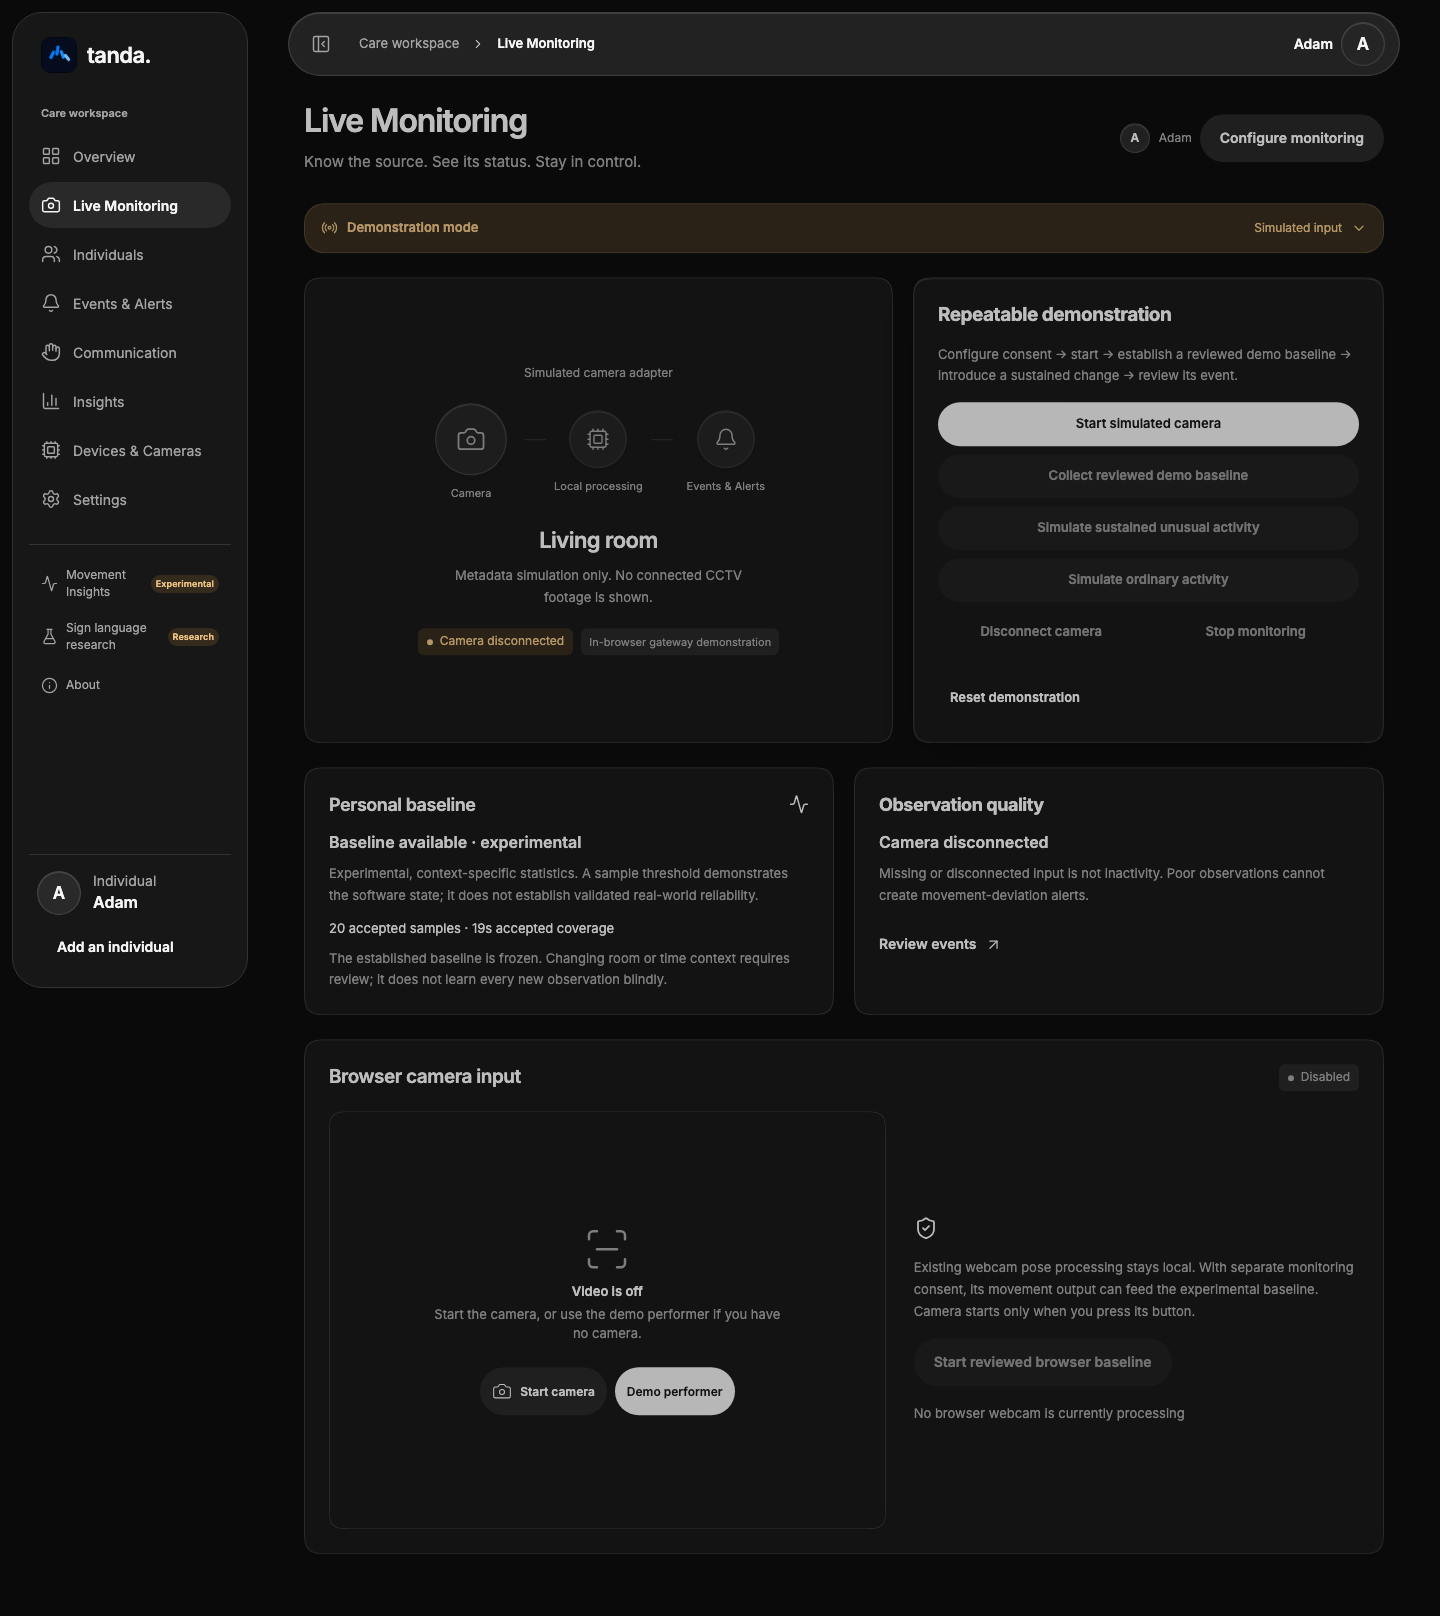 tanda.
Care workspace
Overview
Live Monitoring
Individuals
Events & Alerts
Communication
Insights
Devices & Cameras
Settings
Movement
Insights
Experimental
Sign language
research
Research
About
A
Individual
Adam
Add an individual
Care workspace
Live Monitoring
Adam
A
Live Monitoring
Know the source. See its status. Stay in control.
A
Adam
Configure monitoring
Demonstration mode
Simulated input
Simulated camera adapter
Camera
Local processing
Events & Alerts
Living room
Metadata simulation only. No connected CCTV
footage is shown.
Camera disconnected
In-browser gateway demonstration
Repeatable demonstration
Configure consent → start → establish a reviewed demo baseline →
introduce a sustained change → review its event.
Start simulated camera
Collect reviewed demo baseline
Simulate sustained unusual activity
Simulate ordinary activity
Disconnect camera
Stop monitoring
Reset demonstration
Personal baseline
Baseline available · experimental
Experimental, context-specific statistics. A sample threshold demonstrates
the software state; it does not establish validated real-world reliability.
20 accepted samples · 19s accepted coverage
The established baseline is frozen. Changing room or time context requires
review; it does not learn every new observation blindly.
Observation quality
Camera disconnected
Missing or disconnected input is not inactivity. Poor observations cannot
create movement-deviation alerts.
Review events
Browser camera input
Disabled
Video is off
Start the camera, or use the demo performer if you have
no camera.
Start camera
Demo performer
Existing webcam pose processing stays local. With separate monitoring
consent, its movement output can feed the experimental baseline.
Camera starts only when you press its button.
Start reviewed browser baseline
No browser webcam is currently processing